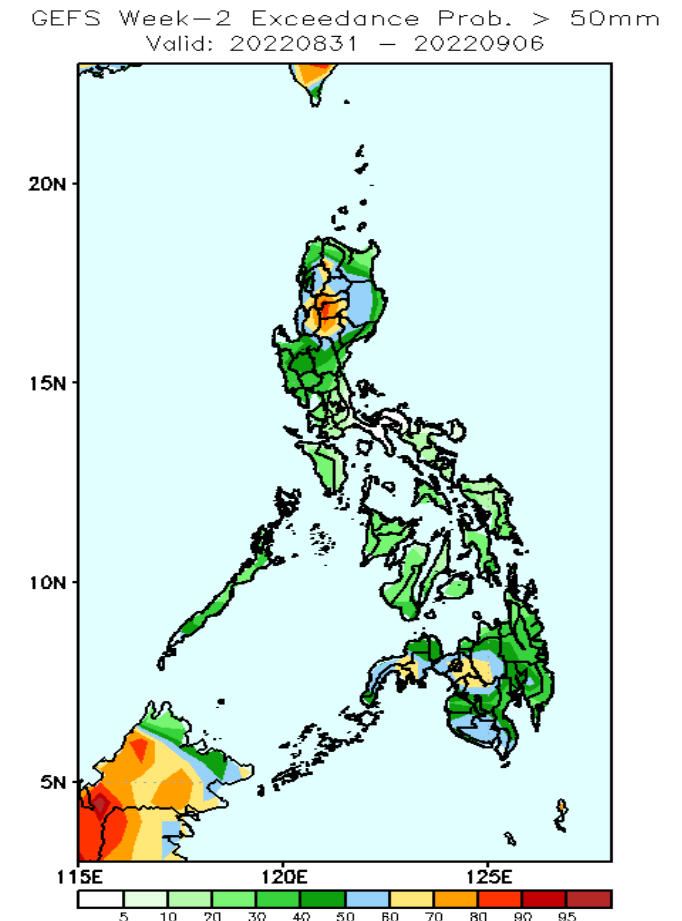 GEFS Week-2 Exceedance Prob. > 50mm
Valid: 20220831 - 20220906
20N
15N
10N
5N
115E 120E 125E
5 10 20 30 40 50 60 70 80 90 95